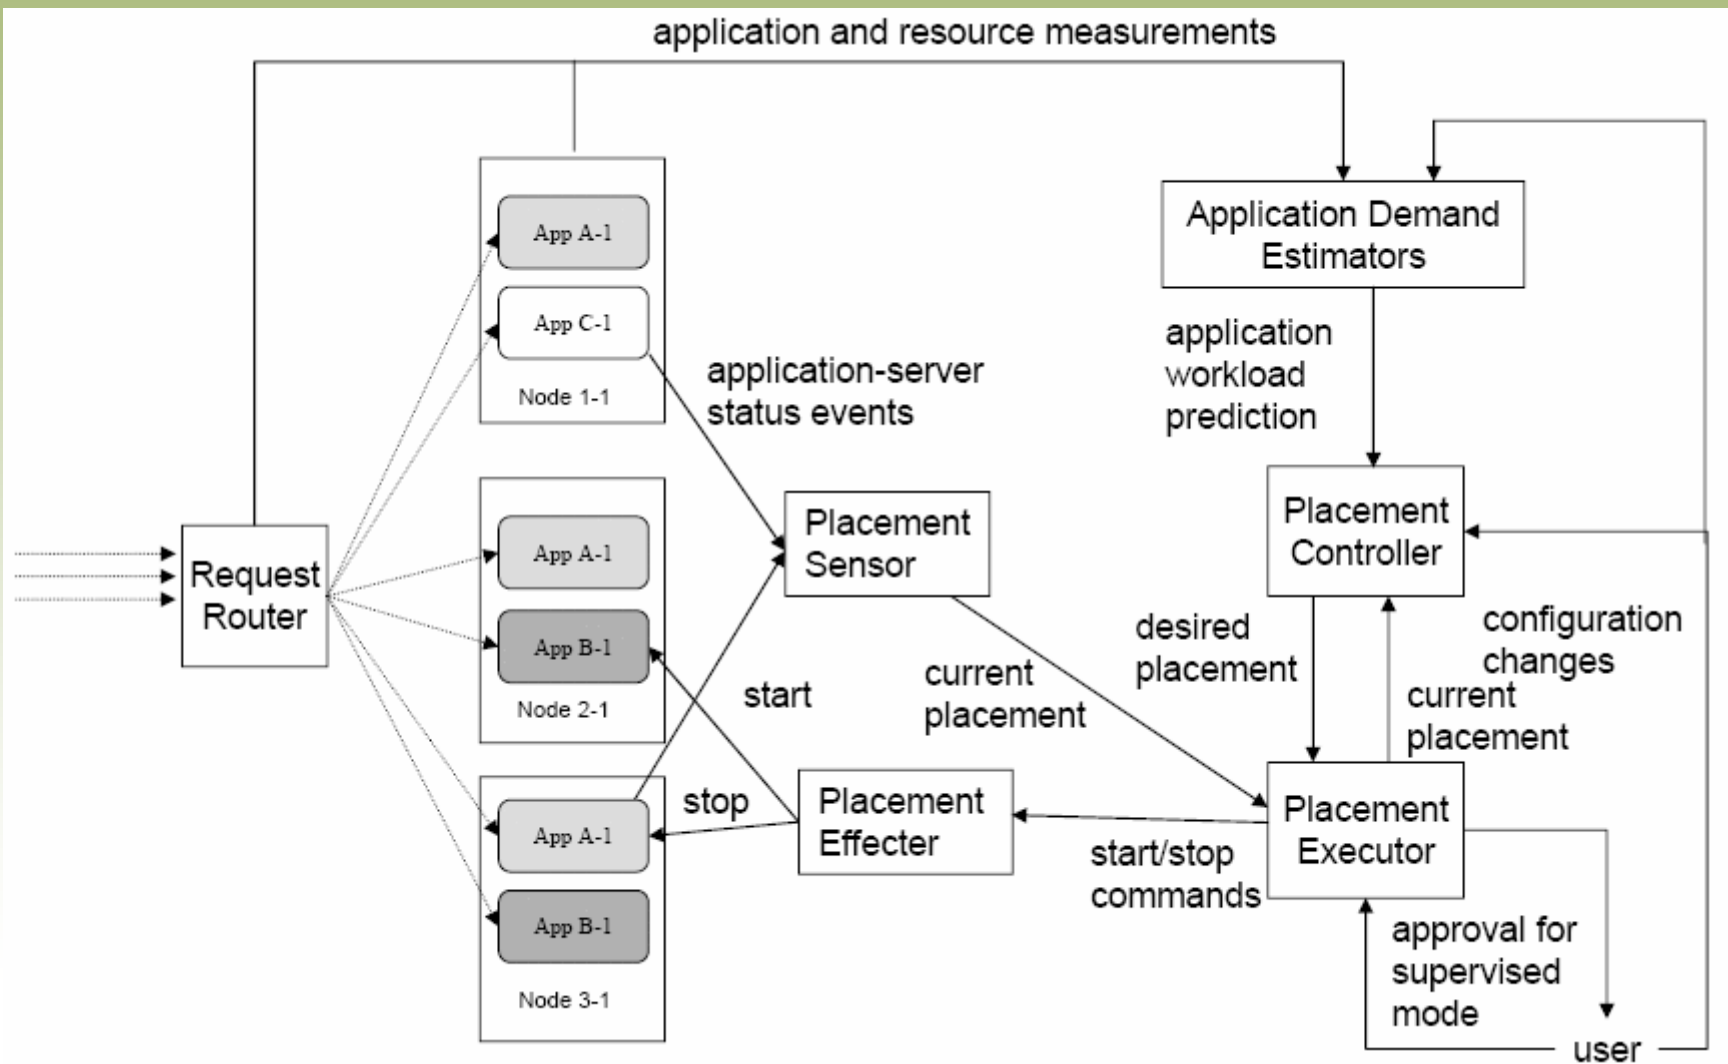 application and resource measurements
App A-1
App C-1
Node 1-1
application-server
status events
Application Demand
Estimators
application
workload
prediction
Request
Router
App A-1
App B-1
Node 2-1
Placement
Sensor
Placement
Controller
start
current
placement
desired
placement
configuration
changes
current
placement
App A-1
App B-1
Node 3-1
stop
Placement
Effecter
start/stop
commands
Placement
Executor
approval for
supervised
mode
user